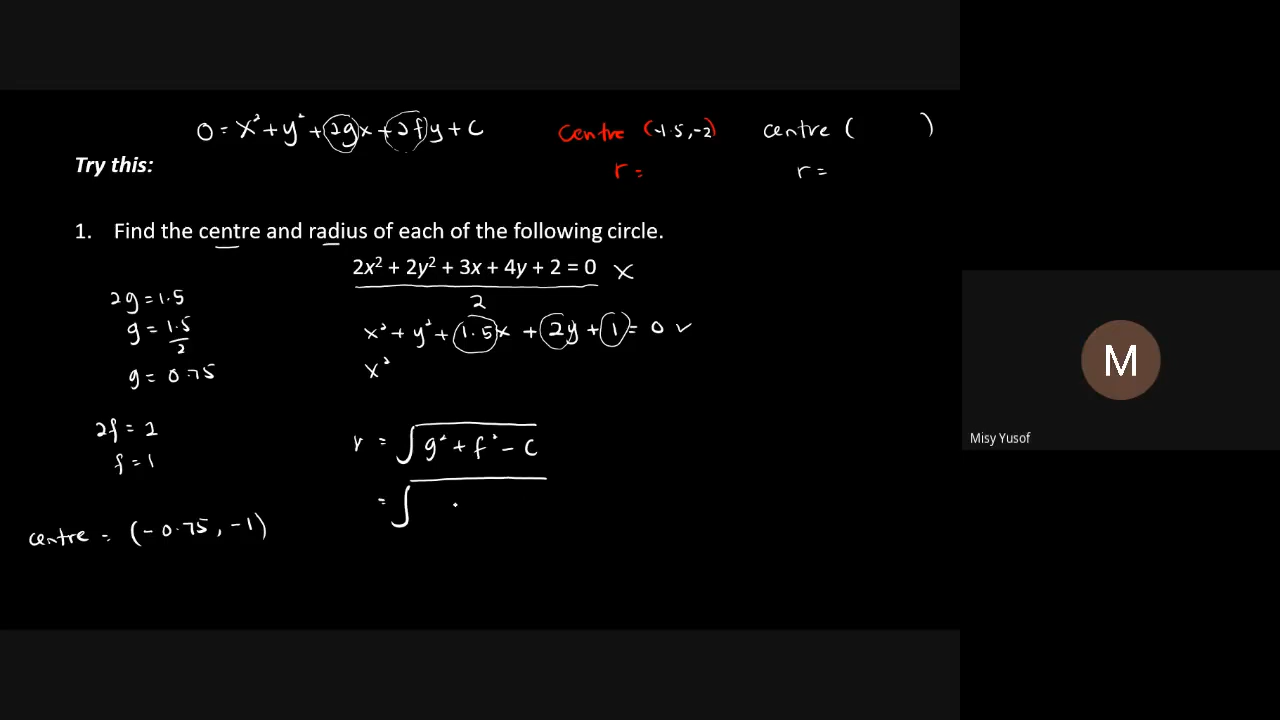 0 = x² + y² + 2gx + 2fy + c
Centre (-1.5, -2)
r =
centre ( )
r =
Try this:
1. Find the centre and radius of each of the following circle.
2x² + 2y² + 3x + 4y + 2 = 0 x
2
x² + y² + 1.5x + 2y + 1 = 0 ✓
x²
2g = 1.5
g = 1.5/2
g = 0.75
2f = 2
f = 1
centre = (-0.75, -1)
r = √(g² + f² - c)
= √
M
Misy Yusof